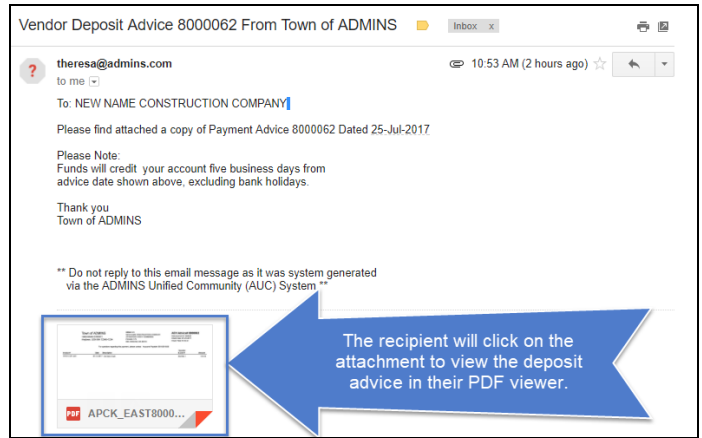 Vendor Deposit Advice 8000062 From Town of ADMINS
Inbox x
theresa@admins.com
10:53 AM (2 hours ago)
to me
To: NEW NAME CONSTRUCTION COMPANY
Please find attached a copy of Payment Advice 8000062 Dated 25-Jul-2017
Please Note:
Funds will credit your account five business days from
advice date shown above, excluding bank holidays.
Thank you
Town of ADMINS
** Do not reply to this email message as it was system generated
via the ADMINS Unified Community (AUC) System **
The recipient will click on the
attachment to view the deposit
advice in their PDF viewer.
Town of ADMINS
PDF APCK_EAST8000...